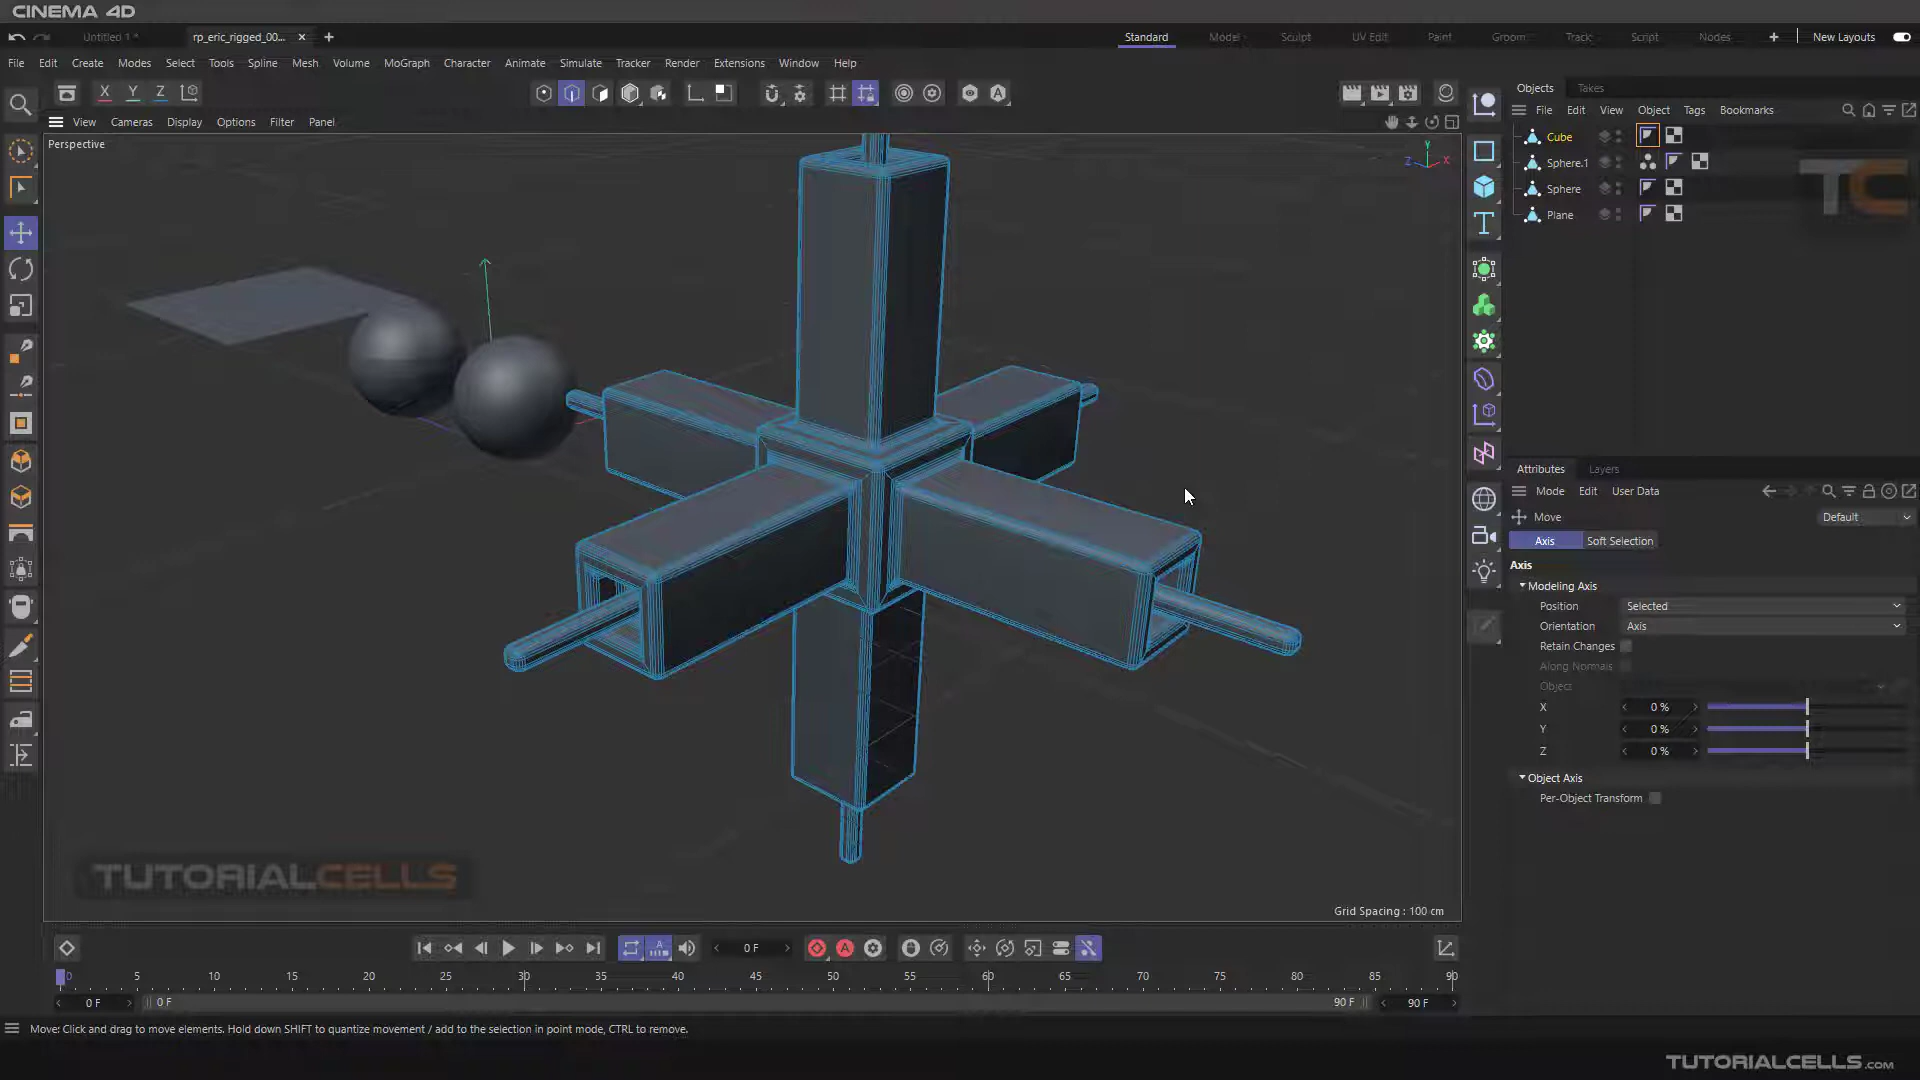 CINEMA 4D
Untitled 1 *
rp_eric_rigged_00...
Standard Model Sculpt UV Edit Paint Groom Track Script Nodes New Layouts
File Edit Create Modes Select Tools Spline Mesh Volume MoGraph Character Animate Simulate Tracker Render Extensions Window Help
X Y Z
View Cameras Display Options Filter Panel
Perspective
Y
Z X
Objects Takes
File Edit View Object Tags Bookmarks
Cube
Sphere.1
Sphere
Plane
TC
Attributes Layers
Mode Edit User Data
Move Default
Axis Soft Selection
Axis
Modeling Axis
Position Selected
Orientation Axis
Retain Changes
Along Normals
Object
X 0 %
Y 0 %
Z 0 %
Object Axis
Per-Object Transform
TUTORIALCELLS
Grid Spacing : 100 cm
0 F
0 5 10 15 20 25 30 35 40 45 50 55 60 65 70 75 80 85 90
0 F 0 F 90 F 90 F
Move: Click and drag to move elements. Hold down SHIFT to quantize movement / add to the selection in point mode, CTRL to remove.
TUTORIALCELLS.COM